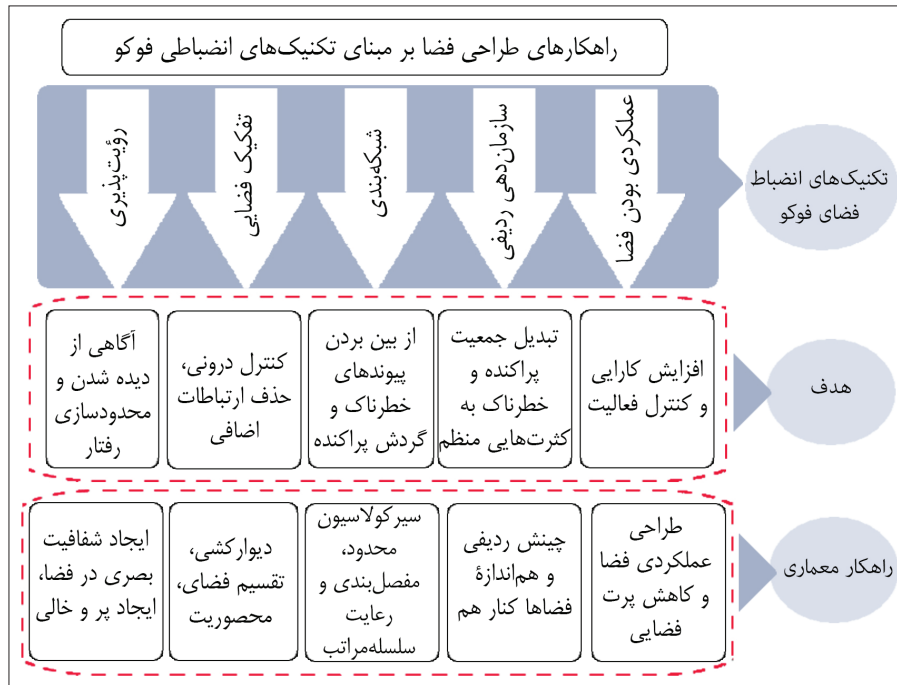 راهکارهای طراحی فضا بر مبنای تکنیک‌های انضباطی فوکو
تکنیک‌های انضباط
فضای فوکو
عملکردی بودن فضا
سازمان‌دهی ردیفی
شبکه‌بندی
تفکیک فضایی
رؤیت‌پذیری
هدف
افزایش کارایی
و کنترل فعالیت
تبدیل جمعیت
پراکنده و
خطرناک به
کثرت‌هایی منظم
از بین بردن
پیوندهای
خطرناک و
گردش پراکنده
کنترل درونی،
حذف ارتباطات
اضافی
آگاهی از
دیده شدن و
محدودسازی
رفتار
راهکار معماری
طراحی
عملکردی فضا
و کاهش پرت
فضایی
چینش ردیفی
و هم‌اندازهٔ
فضاها کنار هم
سیرکولاسیون
محدود،
مفصل‌بندی و
رعایت
سلسله‌مراتب
دیوارکشی،
تقسیم فضای،
محصوریت
ایجاد شفافیت
بصری در فضا،
ایجاد پر و خالی